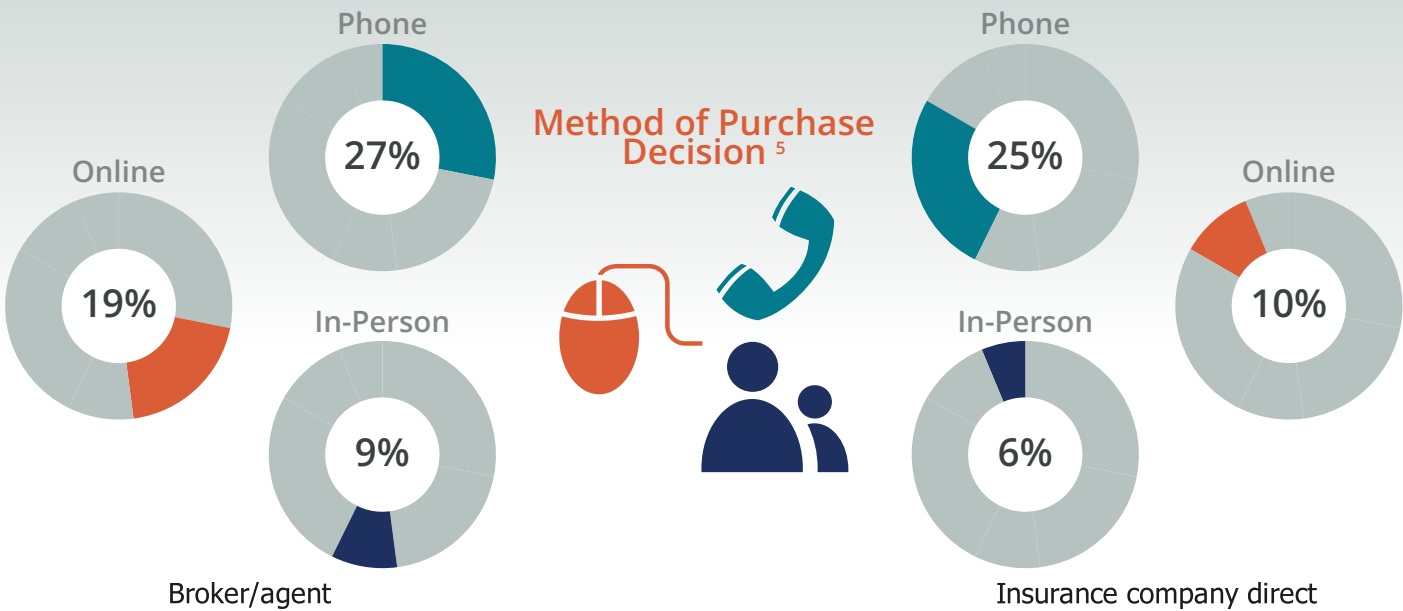 Phone
27%
Online
19%
In-Person
9%
Broker/agent
Method of Purchase
Decision 5
Phone
25%
Online
10%
In-Person
6%
Insurance company direct